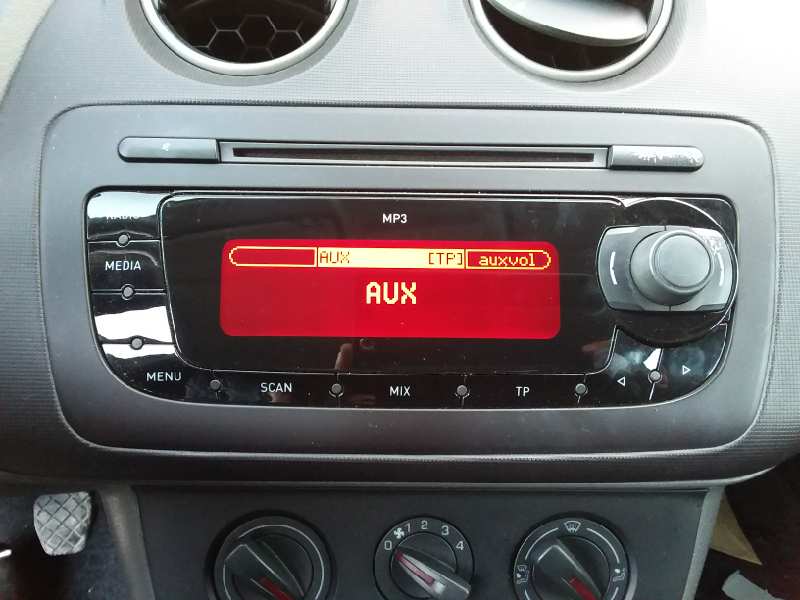 MP3
RADIO
AUX [TP] auxvol
MEDIA
AUX
MENU SCAN MIX TP
0 1 2 3 4